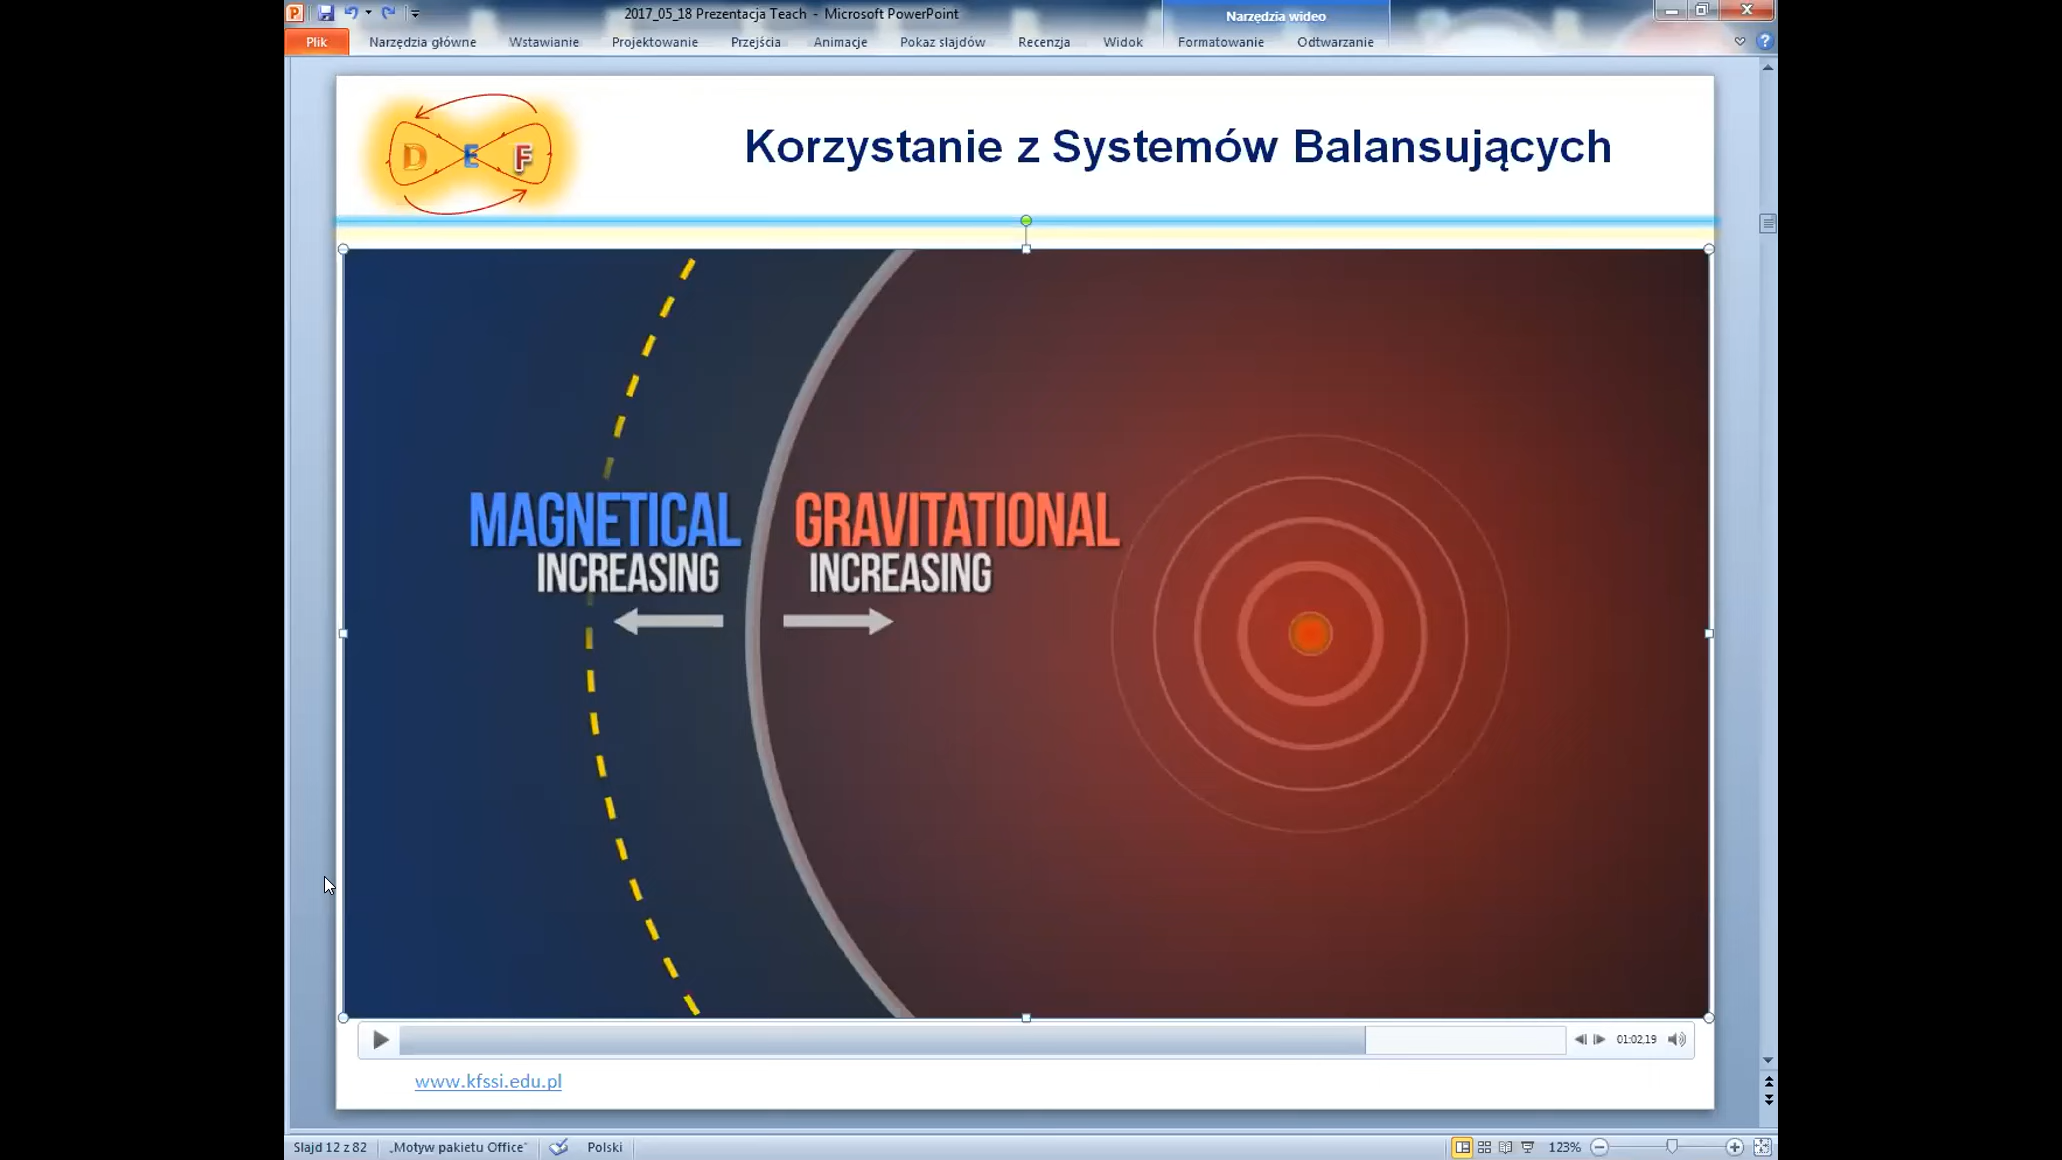 2017_05_18 Prezentacja Teach - Microsoft PowerPoint
Narzędzia wideo
Plik Narzędzia główne Wstawianie Projektowanie Przejścia Animacje Pokaz slajdów Recenzja Widok Formatowanie Odtwarzanie
D E F
Korzystanie z Systemów Balansujących
MAGNETICAL GRAVITATIONAL
INCREASING INCREASING
01:02,19
www.kfssi.edu.pl
Slajd 12 z 82 „Motyw pakietu Office” Polski 123%